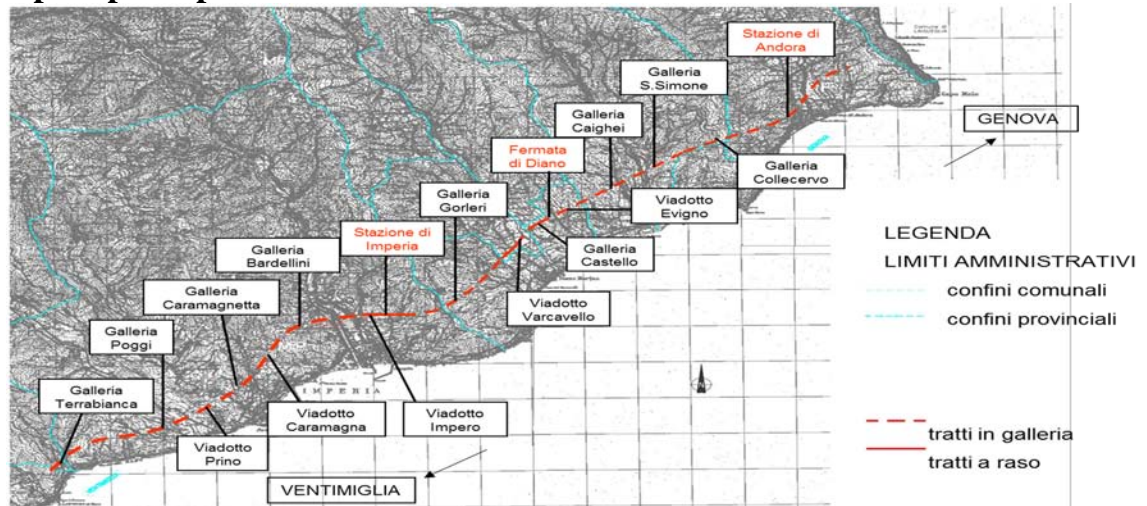 Stazione di
Andora
Galleria
S.Simone
Galleria
Caighei
GENOVA
Fermata
di Diano
Galleria
Collecervo
Galleria
Gorleri
Viadotto
Evigno
Stazione di
Imperia
Galleria
Bardellini
Galleria
Castello
LEGENDA
LIMITI AMMINISTRATIVI
confini comunali
confini provinciali
Galleria
Caramagnetta
Viadotto
Varcavello
Galleria
Poggi
IMPERIA
Galleria
Terrabianca
Viadotto
Caramagna
Viadotto
Impero
Viadotto
Prino
tratti in galleria
tratti a raso
VENTIMIGLIA